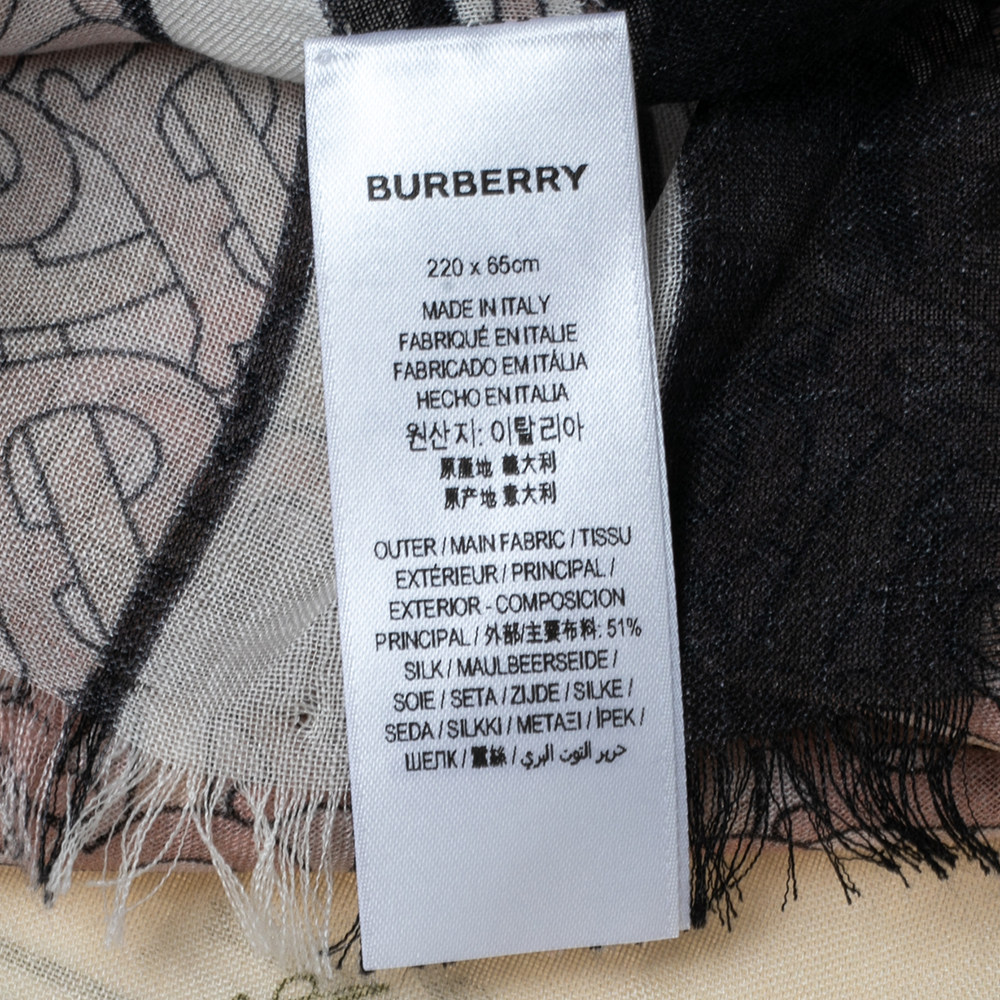 BURBERRY
220 x 65cm
MADE IN ITALY
FABRIQUÉ EN ITALIE
FABRICADO EM ITÁLIA
HECHO EN ITALIA
원산지: 이탈리아
原產地 義大利
原产地 意大利
OUTER / MAIN FABRIC / TISSU
EXTÉRIEUR / PRINCIPAL /
EXTERIOR - COMPOSICION
PRINCIPAL / 外部/主要布料: 51%
SILK / MAULBEERSEIDE /
SOIE / SETA / ZIJDE / SILKE /
SEDA / SILKKI / ΜΕΤΑΞΙ / İPEK /
ШЕЛК / 蠶絲 / حرير التوت البري /